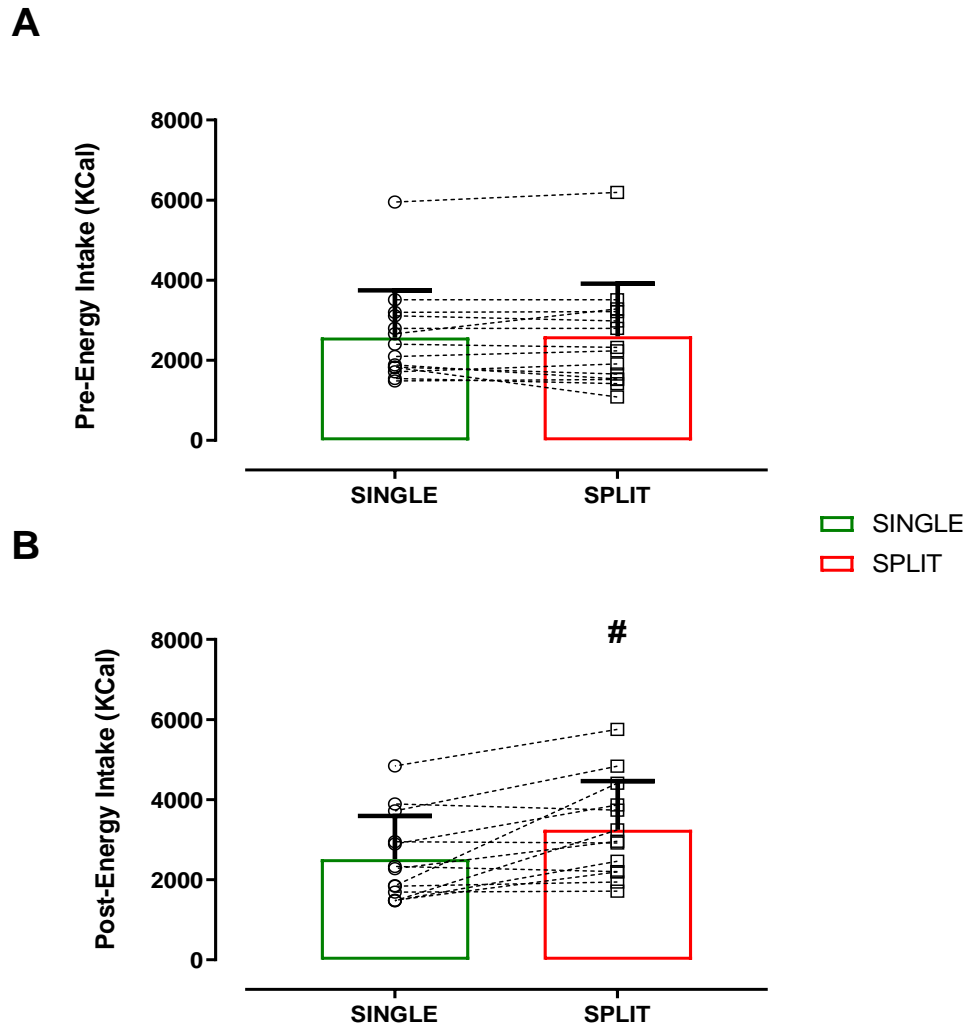 A
Pre-Energy Intake (KCal)
8000
6000
4000
2000
0
SINGLE
SPLIT
SINGLE
SPLIT
B
Post-Energy Intake (KCal)
8000
6000
4000
2000
0
#
SINGLE
SPLIT